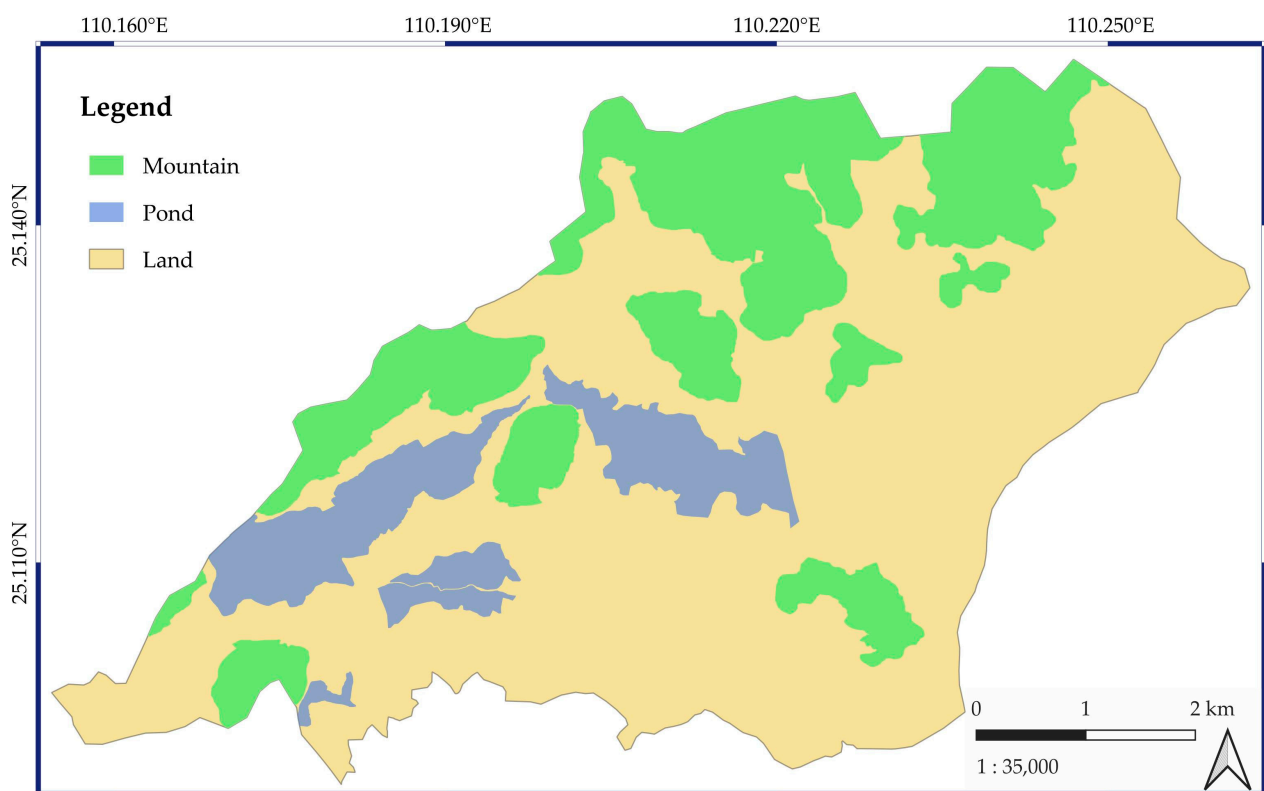 110.160°E 110.190°E 110.220°E 110.250°E
Legend
Mountain
Pond
Land
25.140°N
25.110°N
0 1 2 km
1 : 35,000